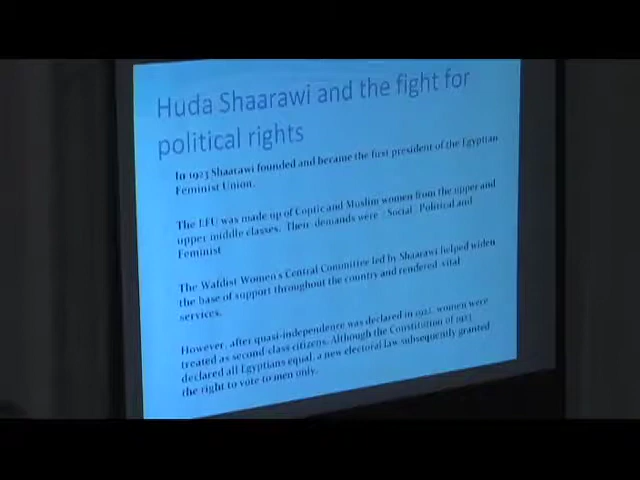 Huda Shaarawi and the fight for
political rights
In 1923 Shaarawi founded and became the first president of the Egyptian
Feminist Union.
The EFU was made up of Coptic and Muslim women from the upper and
upper middle classes. Their demands were : Social , Political and
Feminist
The Wafdist Women's Central Committee led by Shaarawi helped widen
the base of support throughout the country and rendered vital
services.
However, after quasi-independence was declared in 1922, women were
treated as second class citizens. Although the Constitution of 1923
declared all Egyptians equal, a new electoral law subsequently granted
the right to vote to men only.